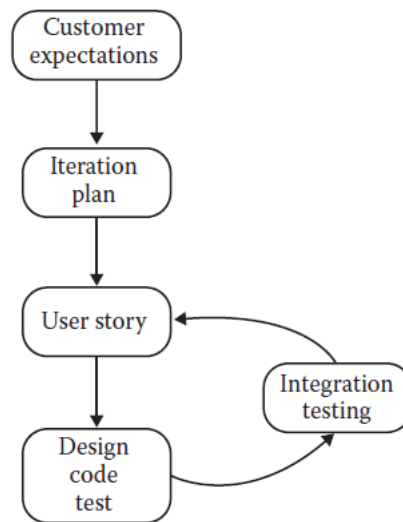 Customer
expectations
Iteration
plan
User story
Integration
testing
Design
code
test